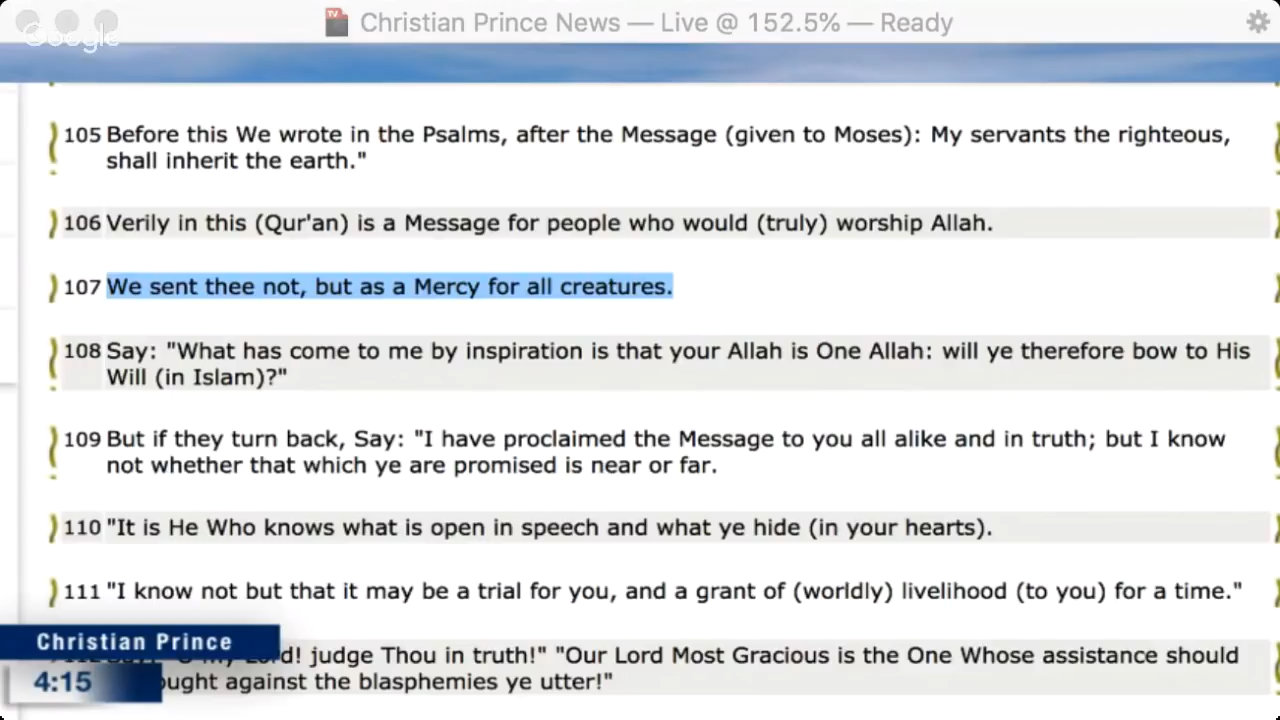 Google
Christian Prince News — Live @ 152.5% — Ready
105 Before this We wrote in the Psalms, after the Message (given to Moses): My servants the righteous,
shall inherit the earth."
106 Verily in this (Qur'an) is a Message for people who would (truly) worship Allah.
107 We sent thee not, but as a Mercy for all creatures.
108 Say: "What has come to me by inspiration is that your Allah is One Allah: will ye therefore bow to His
Will (in Islam)?"
109 But if they turn back, Say: "I have proclaimed the Message to you all alike and in truth; but I know
not whether that which ye are promised is near or far.
110 "It is He Who knows what is open in speech and what ye hide (in your hearts).
111 "I know not but that it may be a trial for you, and a grant of (worldly) livelihood (to you) for a time."
Christian Prince
judge Thou in truth!" "Our Lord Most Gracious is the One Whose assistance should
4:15
against the blasphemies ye utter!"